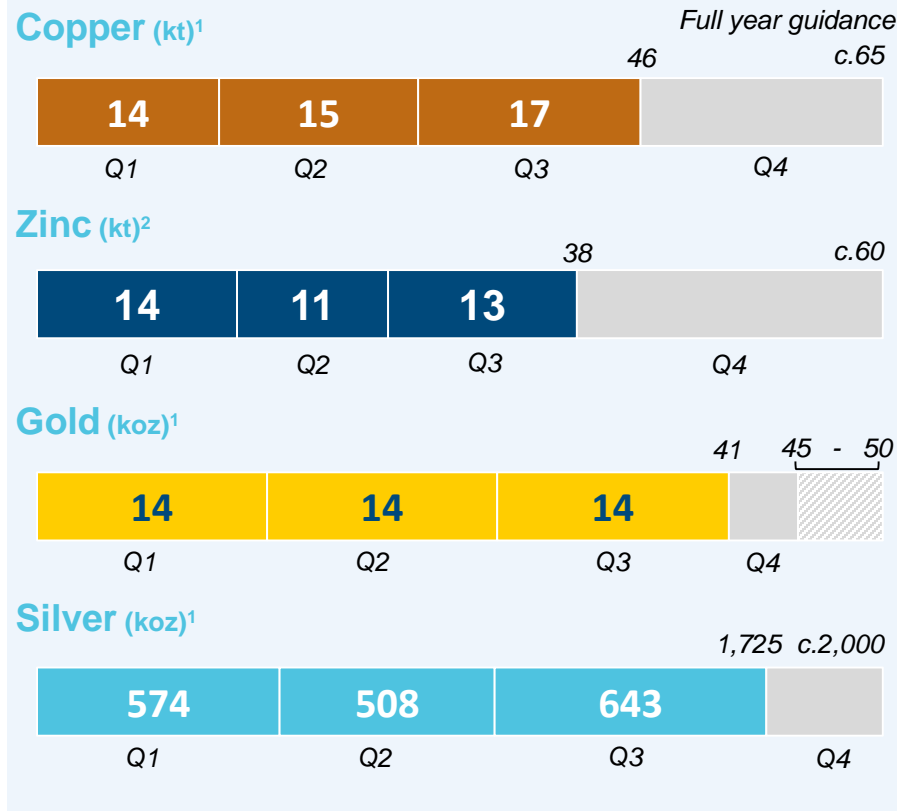 Copper (kt)¹ Full year guidance
46 c.65
14 15 17
Q1 Q2 Q3 Q4
Zinc (kt)²
38 c.60
14 11 13
Q1 Q2 Q3 Q4
Gold (koz)¹
41 45 - 50
14 14 14
Q1 Q2 Q3 Q4
Silver (koz)¹
1,725 c.2,000
574 508 643
Q1 Q2 Q3 Q4